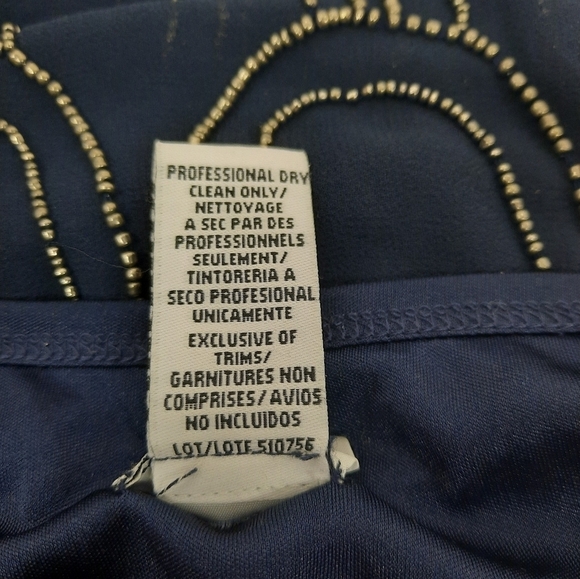 PROFESSIONAL DRY
CLEAN ONLY/
NETTOYAGE
A SEC PAR DES
PROFESSIONNELS
SEULEMENT/
TINTORERIA A
SECO PROFESIONAL
UNICAMENTE
EXCLUSIVE OF
TRIMS/
GARNITURES NON
COMPRISES/AVIOS
NO INCLUIDOS
LOT/LOTE 510756